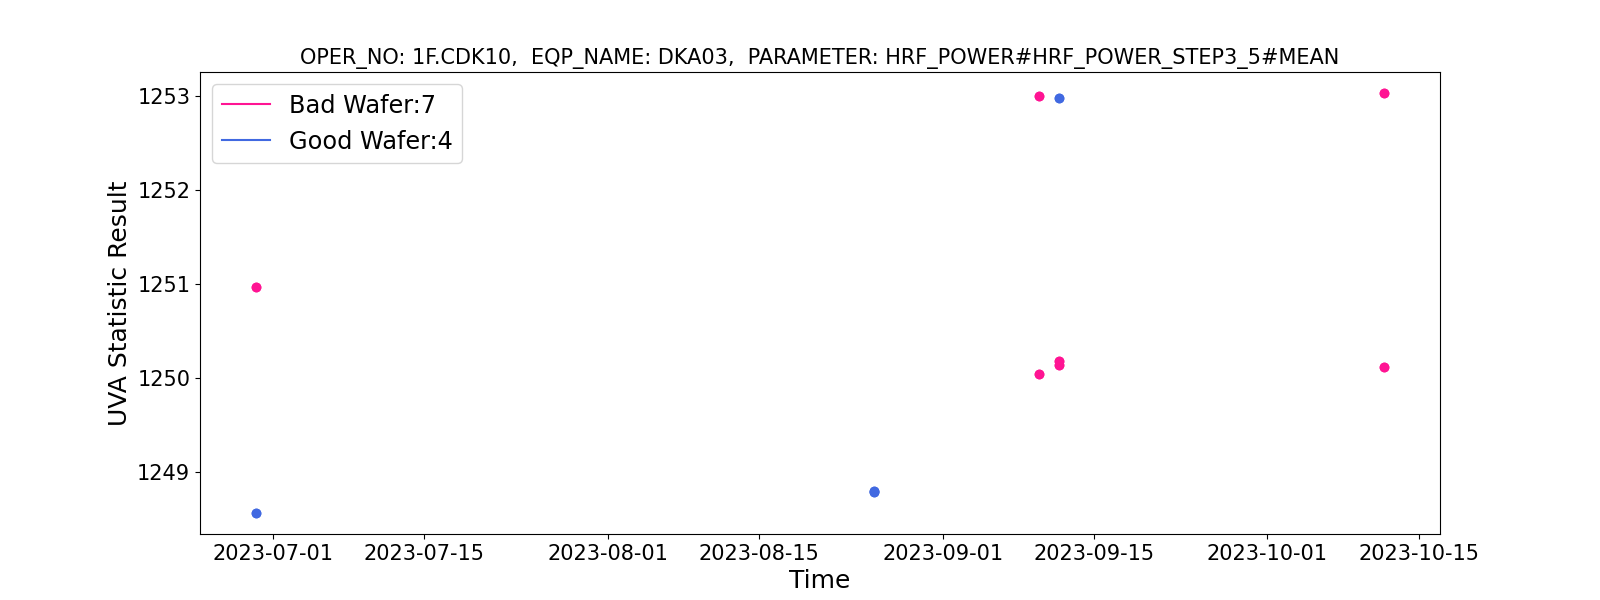 OPER_NO: 1F.CDK10,  EQP_NAME: DKA03,  PARAMETER: HRF_POWER#HRF_POWER_STEP3_5#MEAN
Bad Wafer:7
Good Wafer:4
UVA Statistic Result
1253
1252
1251
1250
1249
2023-07-01 2023-07-15 2023-08-01 2023-08-15 2023-09-01 2023-09-15 2023-10-01 2023-10-15
Time